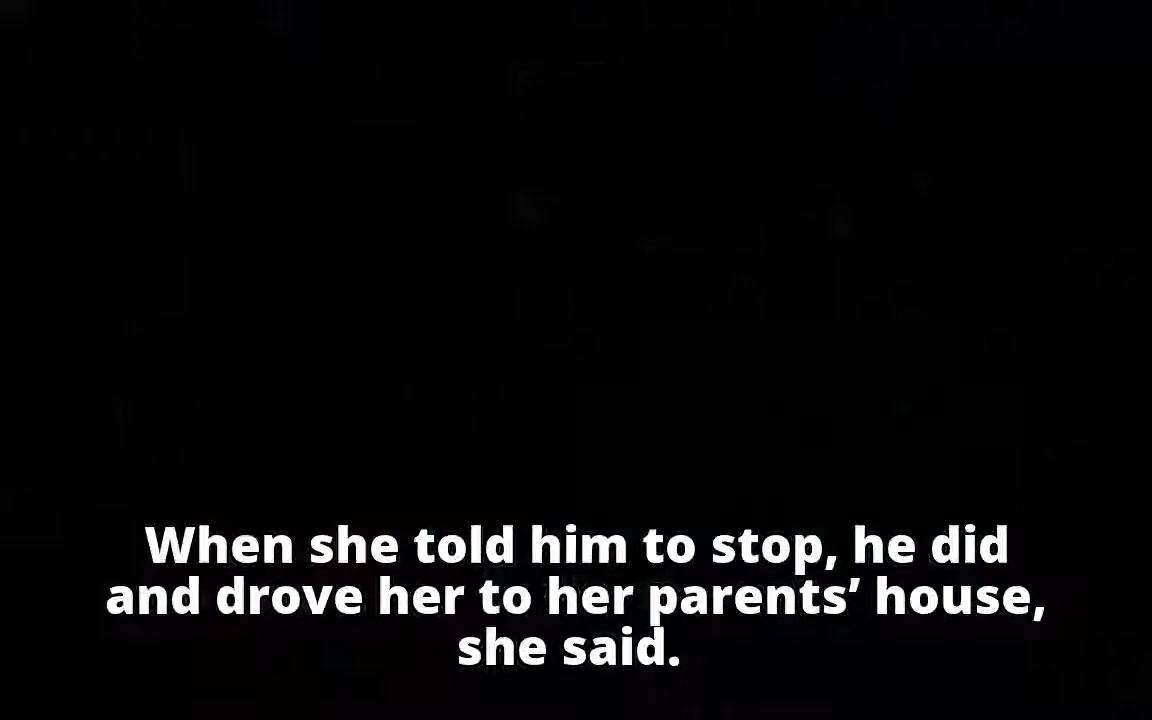 When she told him to stop, he did
and drove her to her parents’ house,
she said.